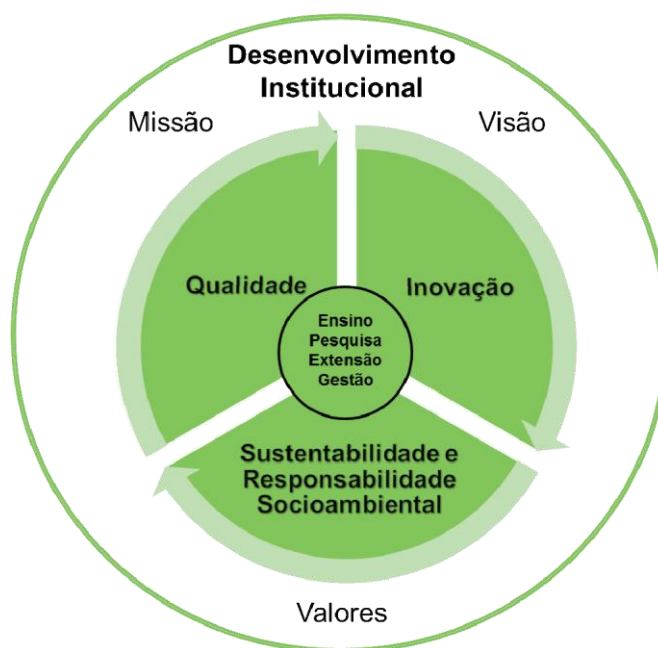 Desenvolvimento
Institucional
Missão
Visão
Qualidade
Inovação
Ensino
Pesquisa
Extensão
Gestão
Sustentabilidade e
Responsabilidade
Socioambiental
Valores